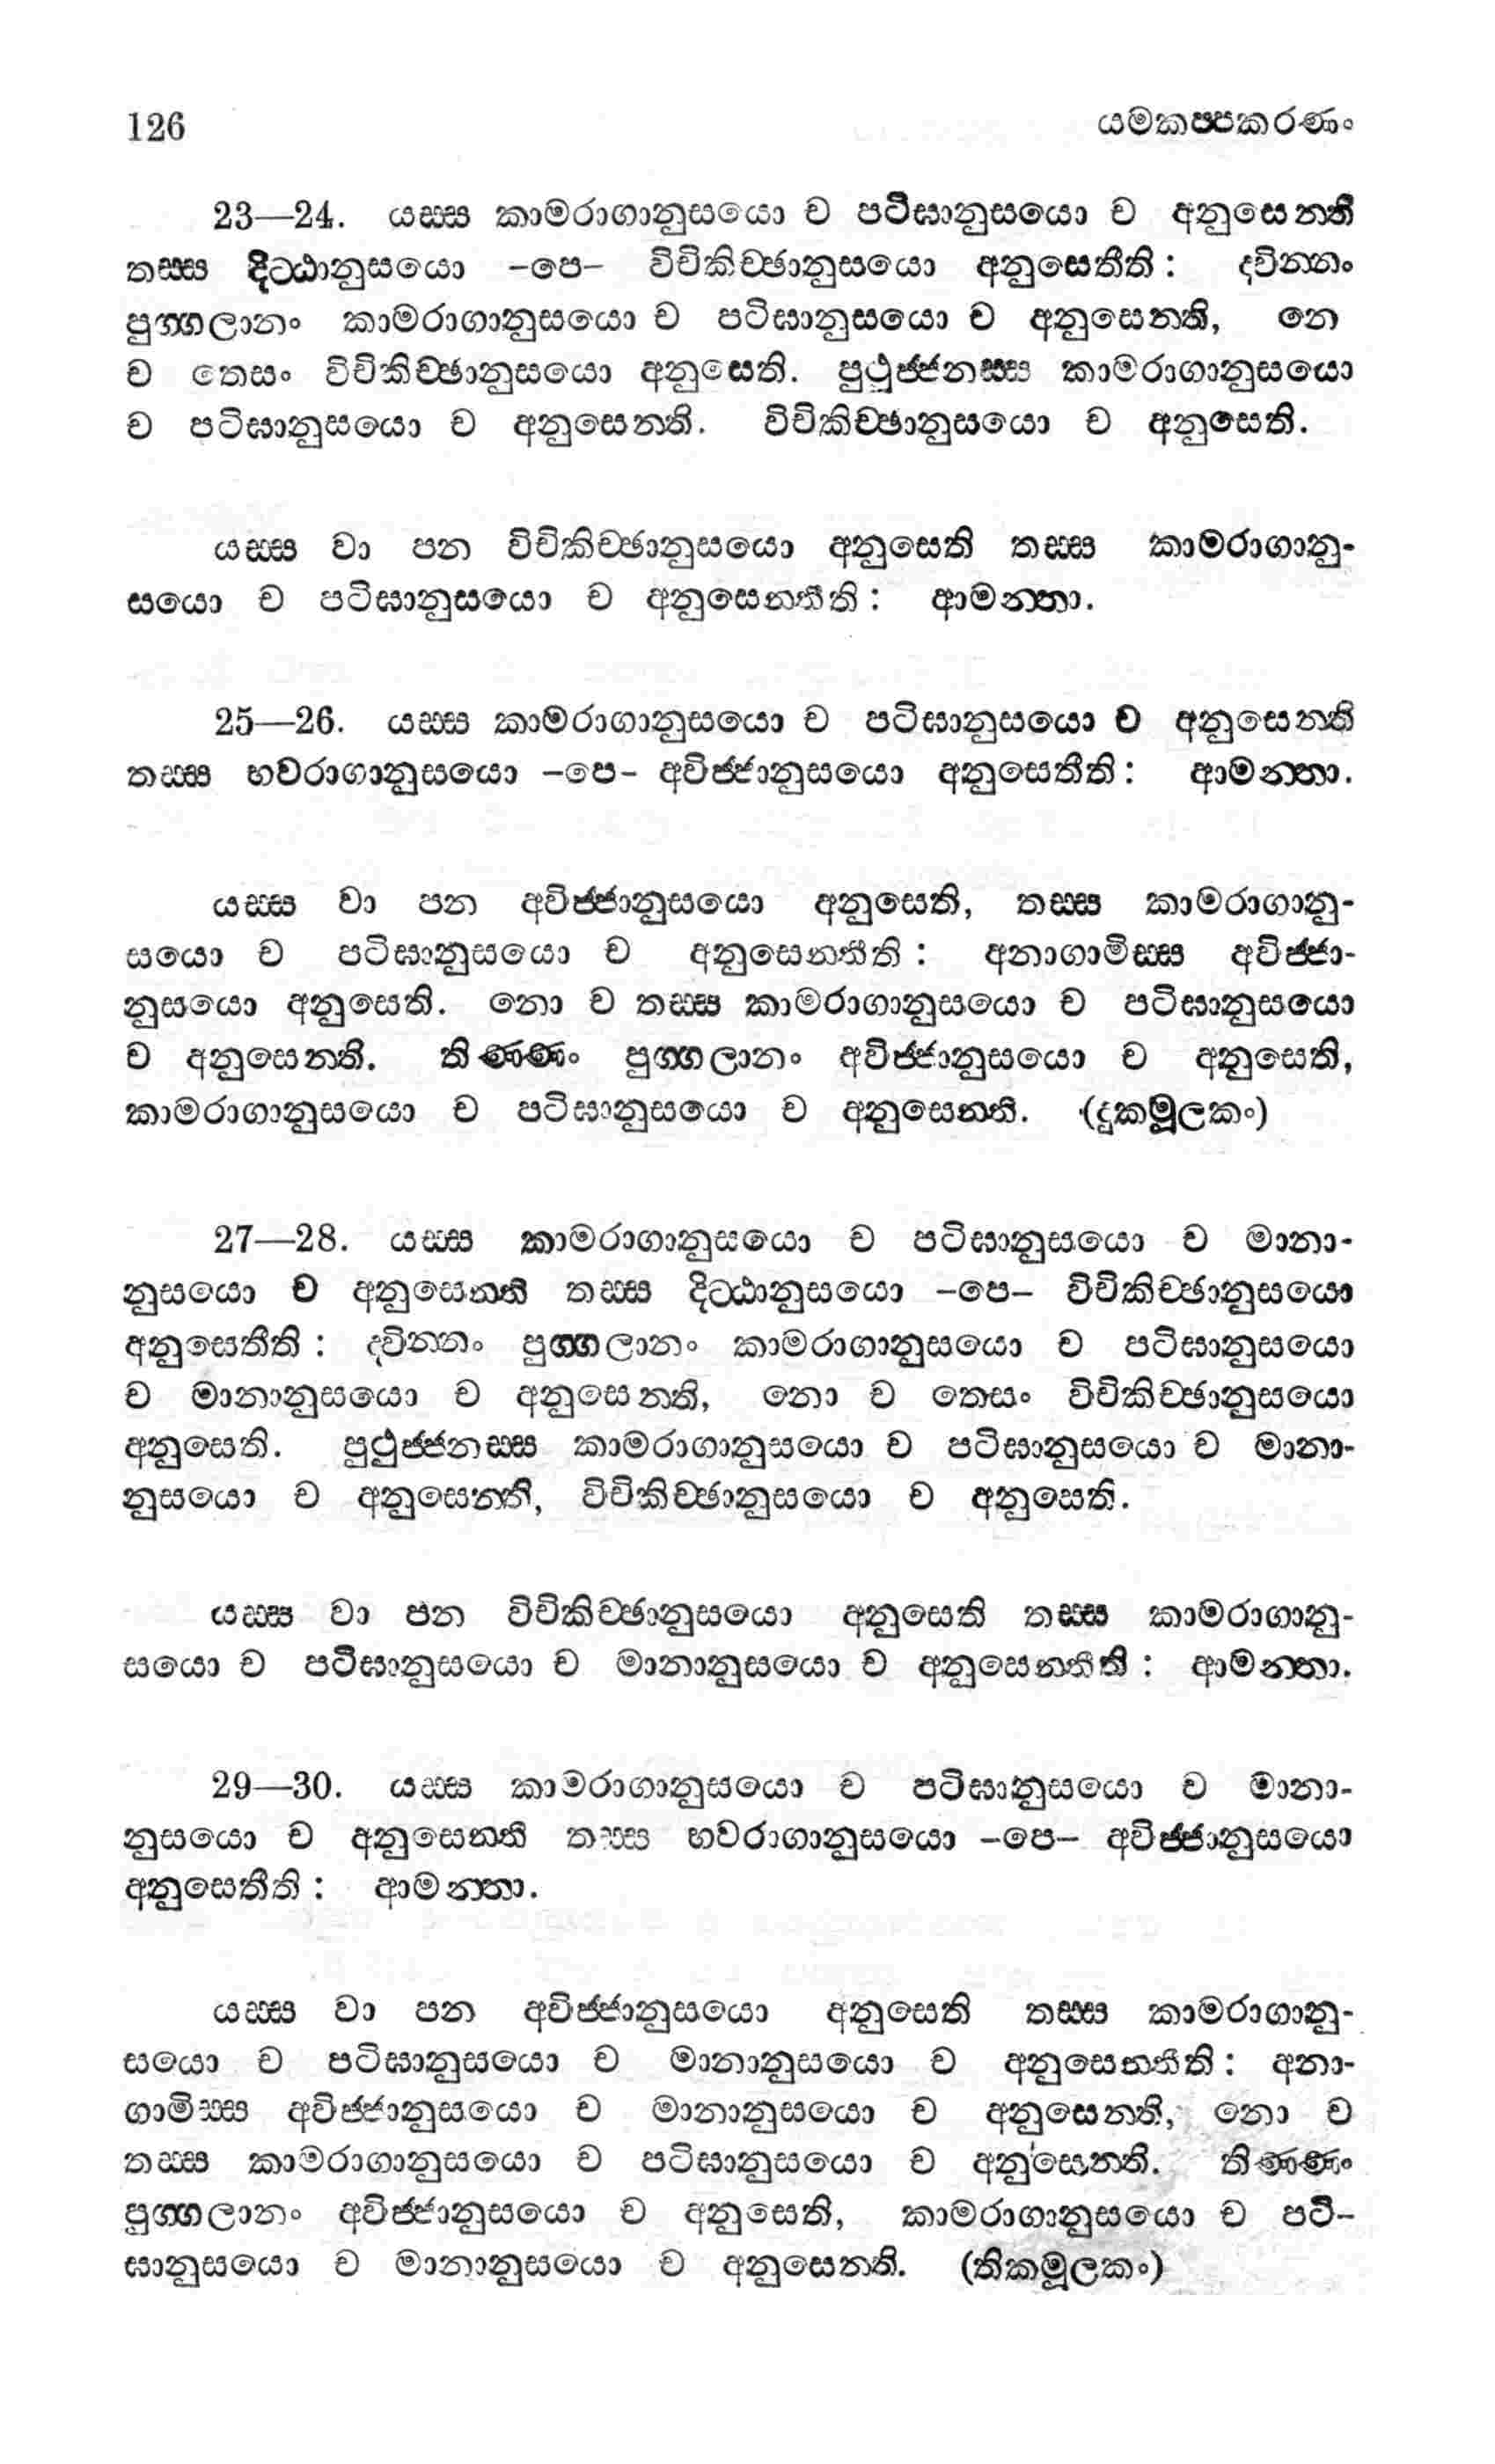 126 යමකප්පකරණං
23—24. යස්ස කාමරාගානුසයො ච පටිඝානුසයො ච අනුසෙන්ති
තස්ස දිට්ඨානුසයො –පෙ– විචිකිච්ඡානුසයො අනුසෙතීති: ද්වින්නං
පුග්ගලානං කාමරාගානුසයො ච පටිඝානුසයො ච අනුසෙන්ති, නෙ
ච තෙසං විචිකිච්ඡානුසයො අනුසෙති. පුථුජ්ජනස්ස කාමරාගානුසයො
ච පටිඝානුසයො ච අනුසෙන්ති. විචිකිච්ඡානුසයො ච අනුසෙති.
යස්ස වා පන විචිකිච්ඡානුසයො අනුසෙති තස්ස කාමරාගානු-
සයො ච පටිඝානුසයො ච අනුසෙන්තීති: ආමන්තා.
25—26. යස්ස කාමරාගානුසයො ච පටිඝානුසයො ච අනුසෙන්ති
තස්ස භවරාගානුසයො –පෙ– අවිජ්ජානුසයො අනුසෙතීති: ආමන්තා.
යස්ස වා පන අවිජ්ජානුසයො අනුසෙති, තස්ස කාමරාගානු-
සයො ච පටිඝානුසයො ච අනුසෙන්තීති: අනාගාමිස්ස අවිජ්ජා-
නුසයො අනුසෙති. නො ච තස්ස කාමරාගානුසයො ච පටිඝානුසයො
ච අනුසෙන්ති. තිණ්ණං පුග්ගලානං අවිජ්ජානුසයො ච අනුසෙති,
කාමරාගානුසයො ච පටිඝානුසයො ච අනුසෙන්ති. (දුකමූලකං)
27—28. යස්ස කාමරාගානුසයො ච පටිඝානුසයො ච මානා-
නුසයො ච අනුසෙන්ති තස්ස දිට්ඨානුසයො –පෙ– විචිකිච්ඡානුසයො
අනුසෙතීති: ද්වින්නං පුග්ගලානං කාමරාගානුසයො ච පටිඝානුසයො
ච මානානුසයො ච අනුසෙන්ති, නො ච තෙසං විචිකිච්ඡානුසයො
අනුසෙති. පුථුජ්ජනස්ස කාමරාගානුසයො ච පටිඝානුසයො ච මානා-
නුසයො ච අනුසෙන්ති, විචිකිච්ඡානුසයො ච අනුසෙති.
යස්ස වා පන විචිකිච්ඡානුසයො අනුසෙති තස්ස කාමරාගානු-
සයො ච පටිඝානුසයො ච මානානුසයො ච අනුසෙන්තීති: ආමන්තා.
29—30. යස්ස කාමරාගානුසයො ච පටිඝානුසයො ච මානා-
නුසයො ච අනුසෙන්ති තස්ස භවරාගානුසයො –පෙ– අවිජ්ජානුසයො
අනුසෙතීති: ආමන්තා.
යස්ස වා පන අවිජ්ජානුසයො අනුසෙති තස්ස කාමරාගානු-
සයො ච පටිඝානුසයො ච මානානුසයො ච අනුසෙන්තීති: අනා-
ගාමිස්ස අවිජ්ජානුසයො ච මානානුසයො ච අනුසෙන්ති, නො ච
තස්ස කාමරාගානුසයො ච පටිඝානුසයො ච අනුසෙන්ති. තිණ්ණං
පුග්ගලානං අවිජ්ජානුසයො ච අනුසෙති, කාමරාගානුසයො ච පටි-
ඝානුසයො ච මානානුසයො ච අනුසෙන්ති. (තිකමූලකං)